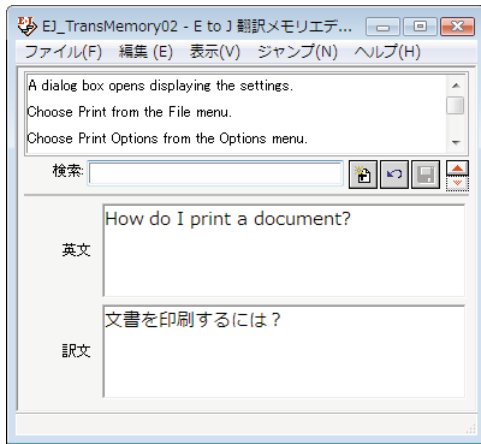 EJ_TransMemory02 - E to J 翻訳メモリエデ...
ファイル(F) 編集 (E) 表示(V) ジャンプ(N) ヘルプ(H)
A dialog box opens displaying the settings.
Choose Print from the File menu.
Choose Print Options from the Options menu.
検索:
英文
How do I print a document?
訳文
文書を印刷するには？